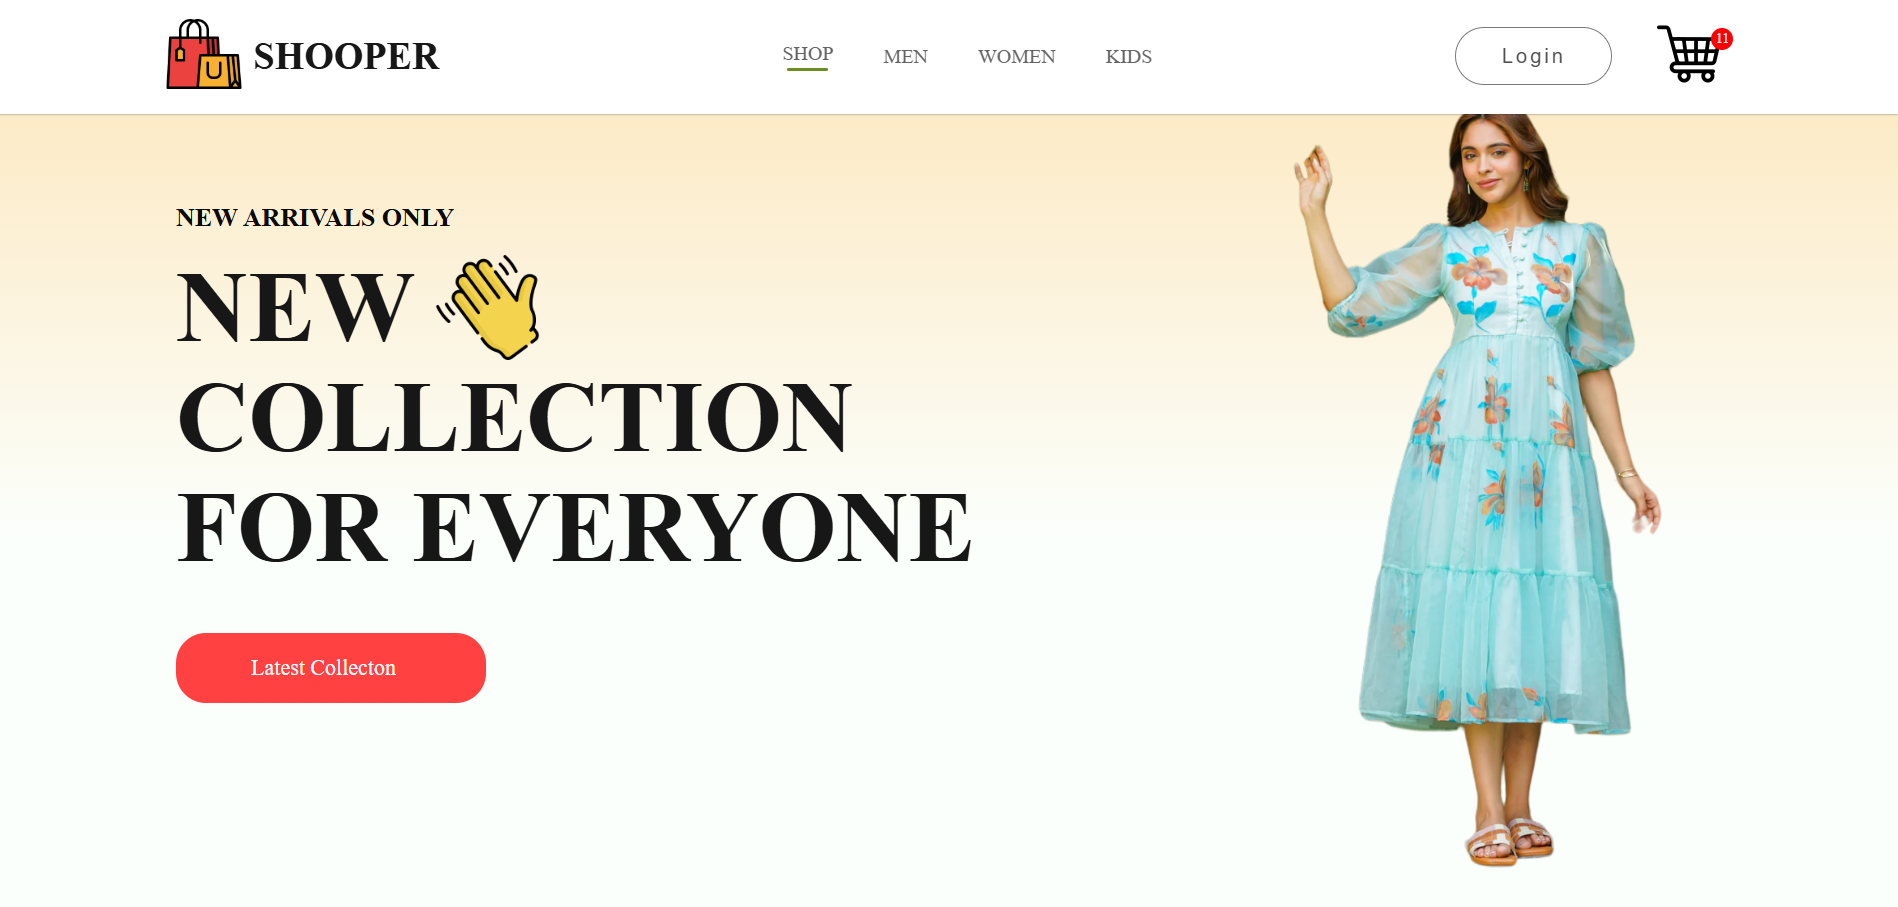 SHOOPER
SHOP
MEN
WOMEN
KIDS
Login
11
NEW ARRIVALS ONLY
NEW
COLLECTION
FOR EVERYONE
Latest Collecton